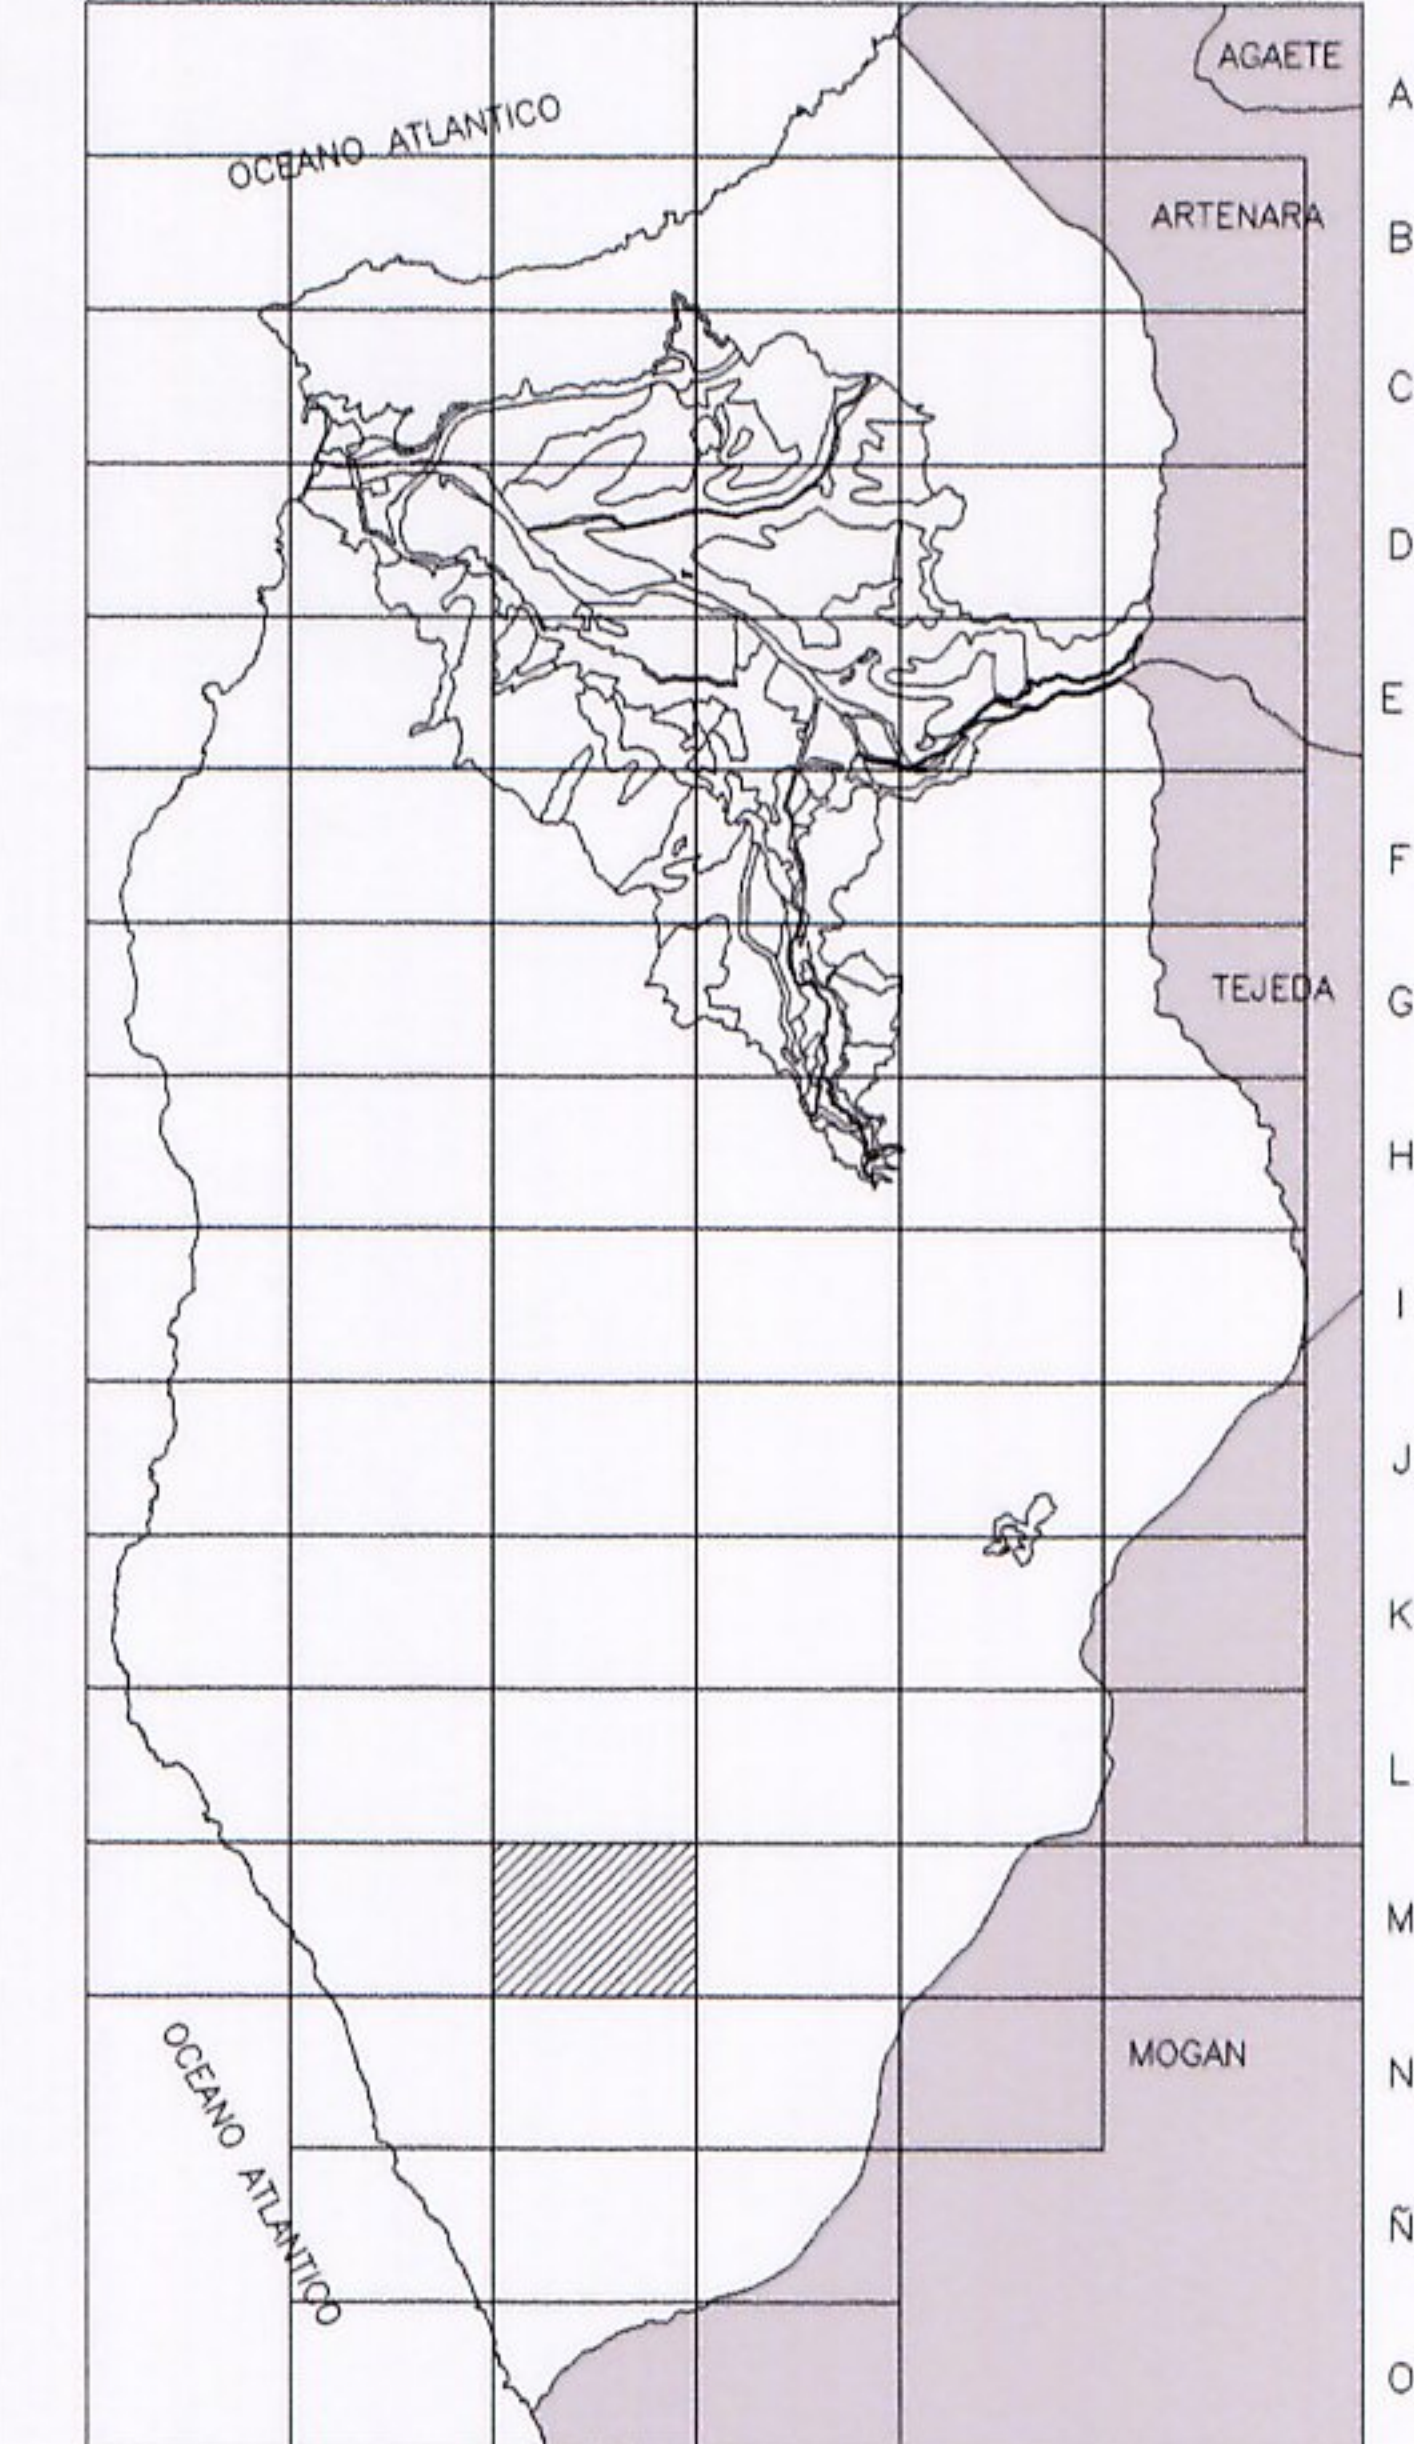 AGAETE
A
OCEANO ATLANTICO
ARTENARA
B
C
D
E
F
TEJEDA
G
H
I
J
K
L
M
MOGAN
N
OCEANO ATLANTICO
Ñ
O